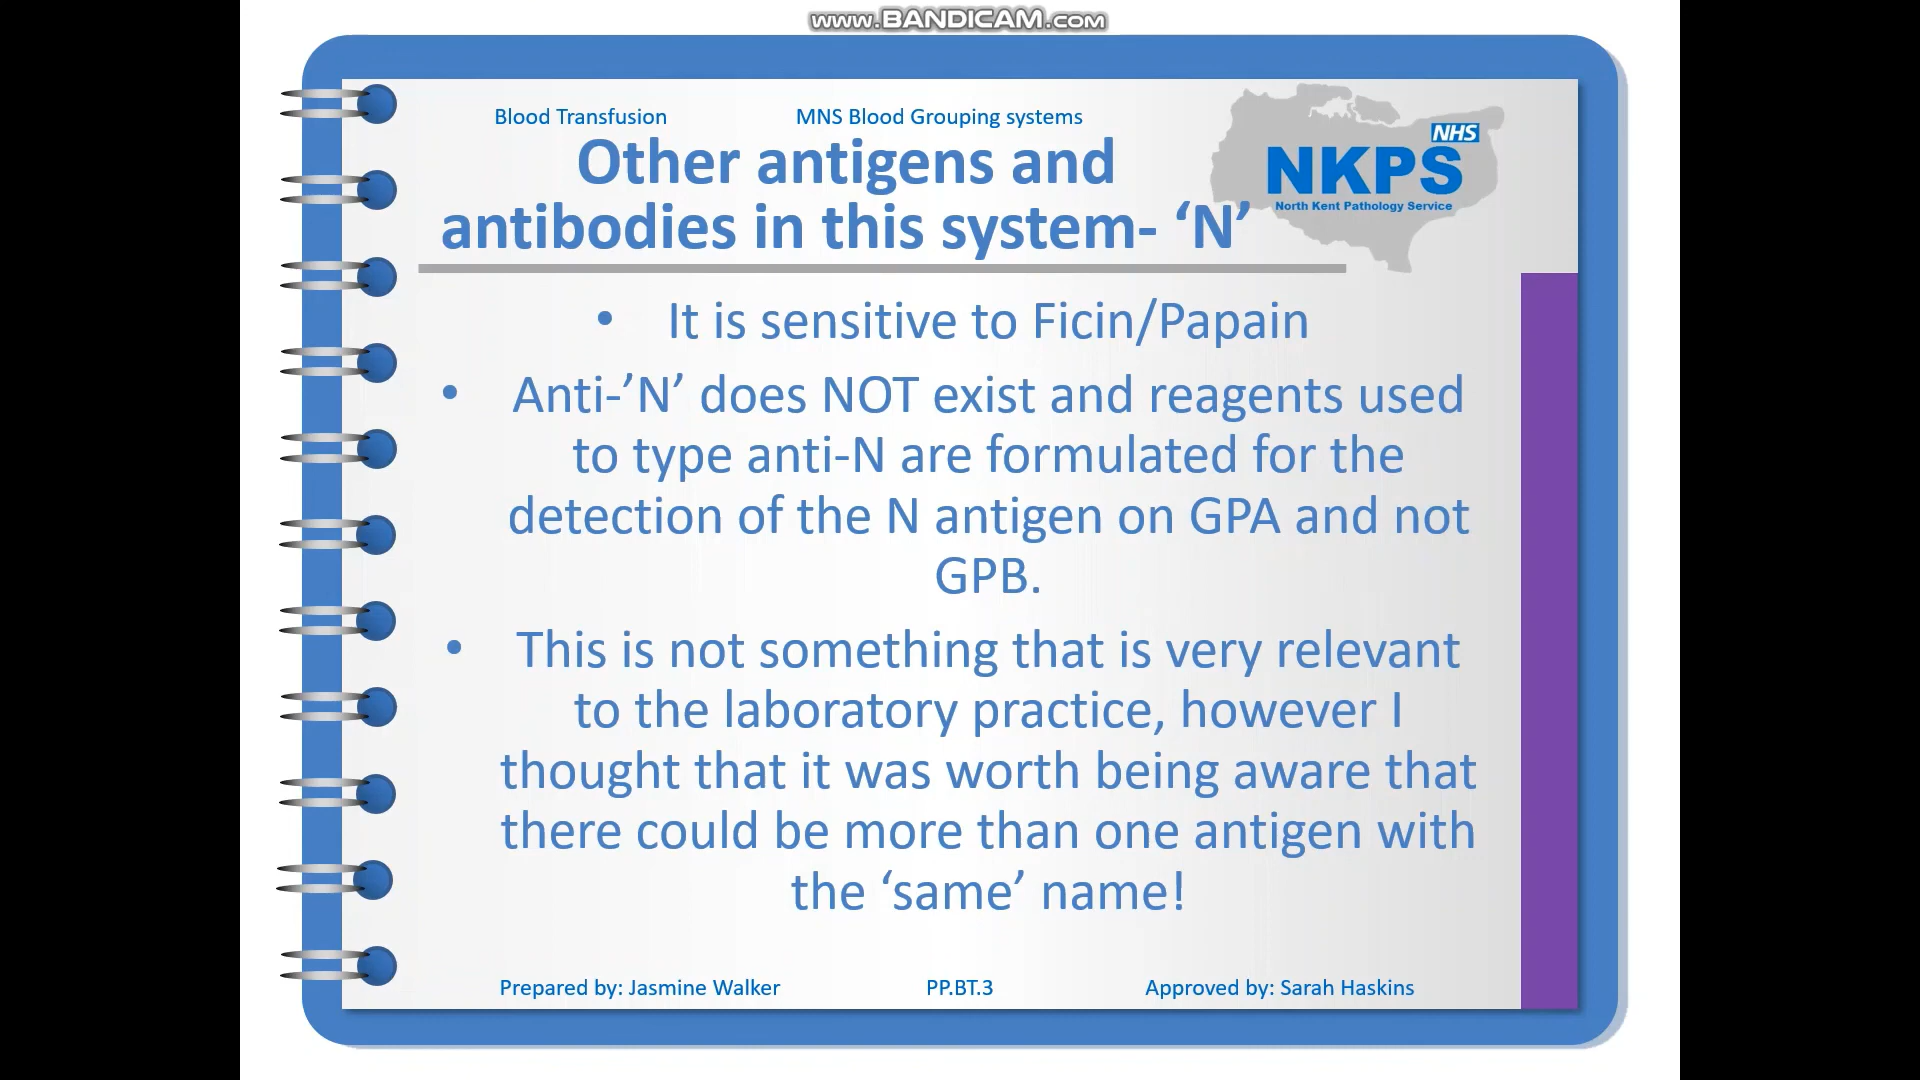 www.BANDICAM.com
Blood Transfusion
MNS Blood Grouping systems
Other antigens and
antibodies in this system- ‘N’
NHS
NKPS
North Kent Pathology Service
• It is sensitive to Ficin/Papain
• Anti-’N’ does NOT exist and reagents used
to type anti-N are formulated for the
detection of the N antigen on GPA and not
GPB.
• This is not something that is very relevant
to the laboratory practice, however I
thought that it was worth being aware that
there could be more than one antigen with
the ‘same’ name!
Prepared by: Jasmine Walker
PP.BT.3
Approved by: Sarah Haskins